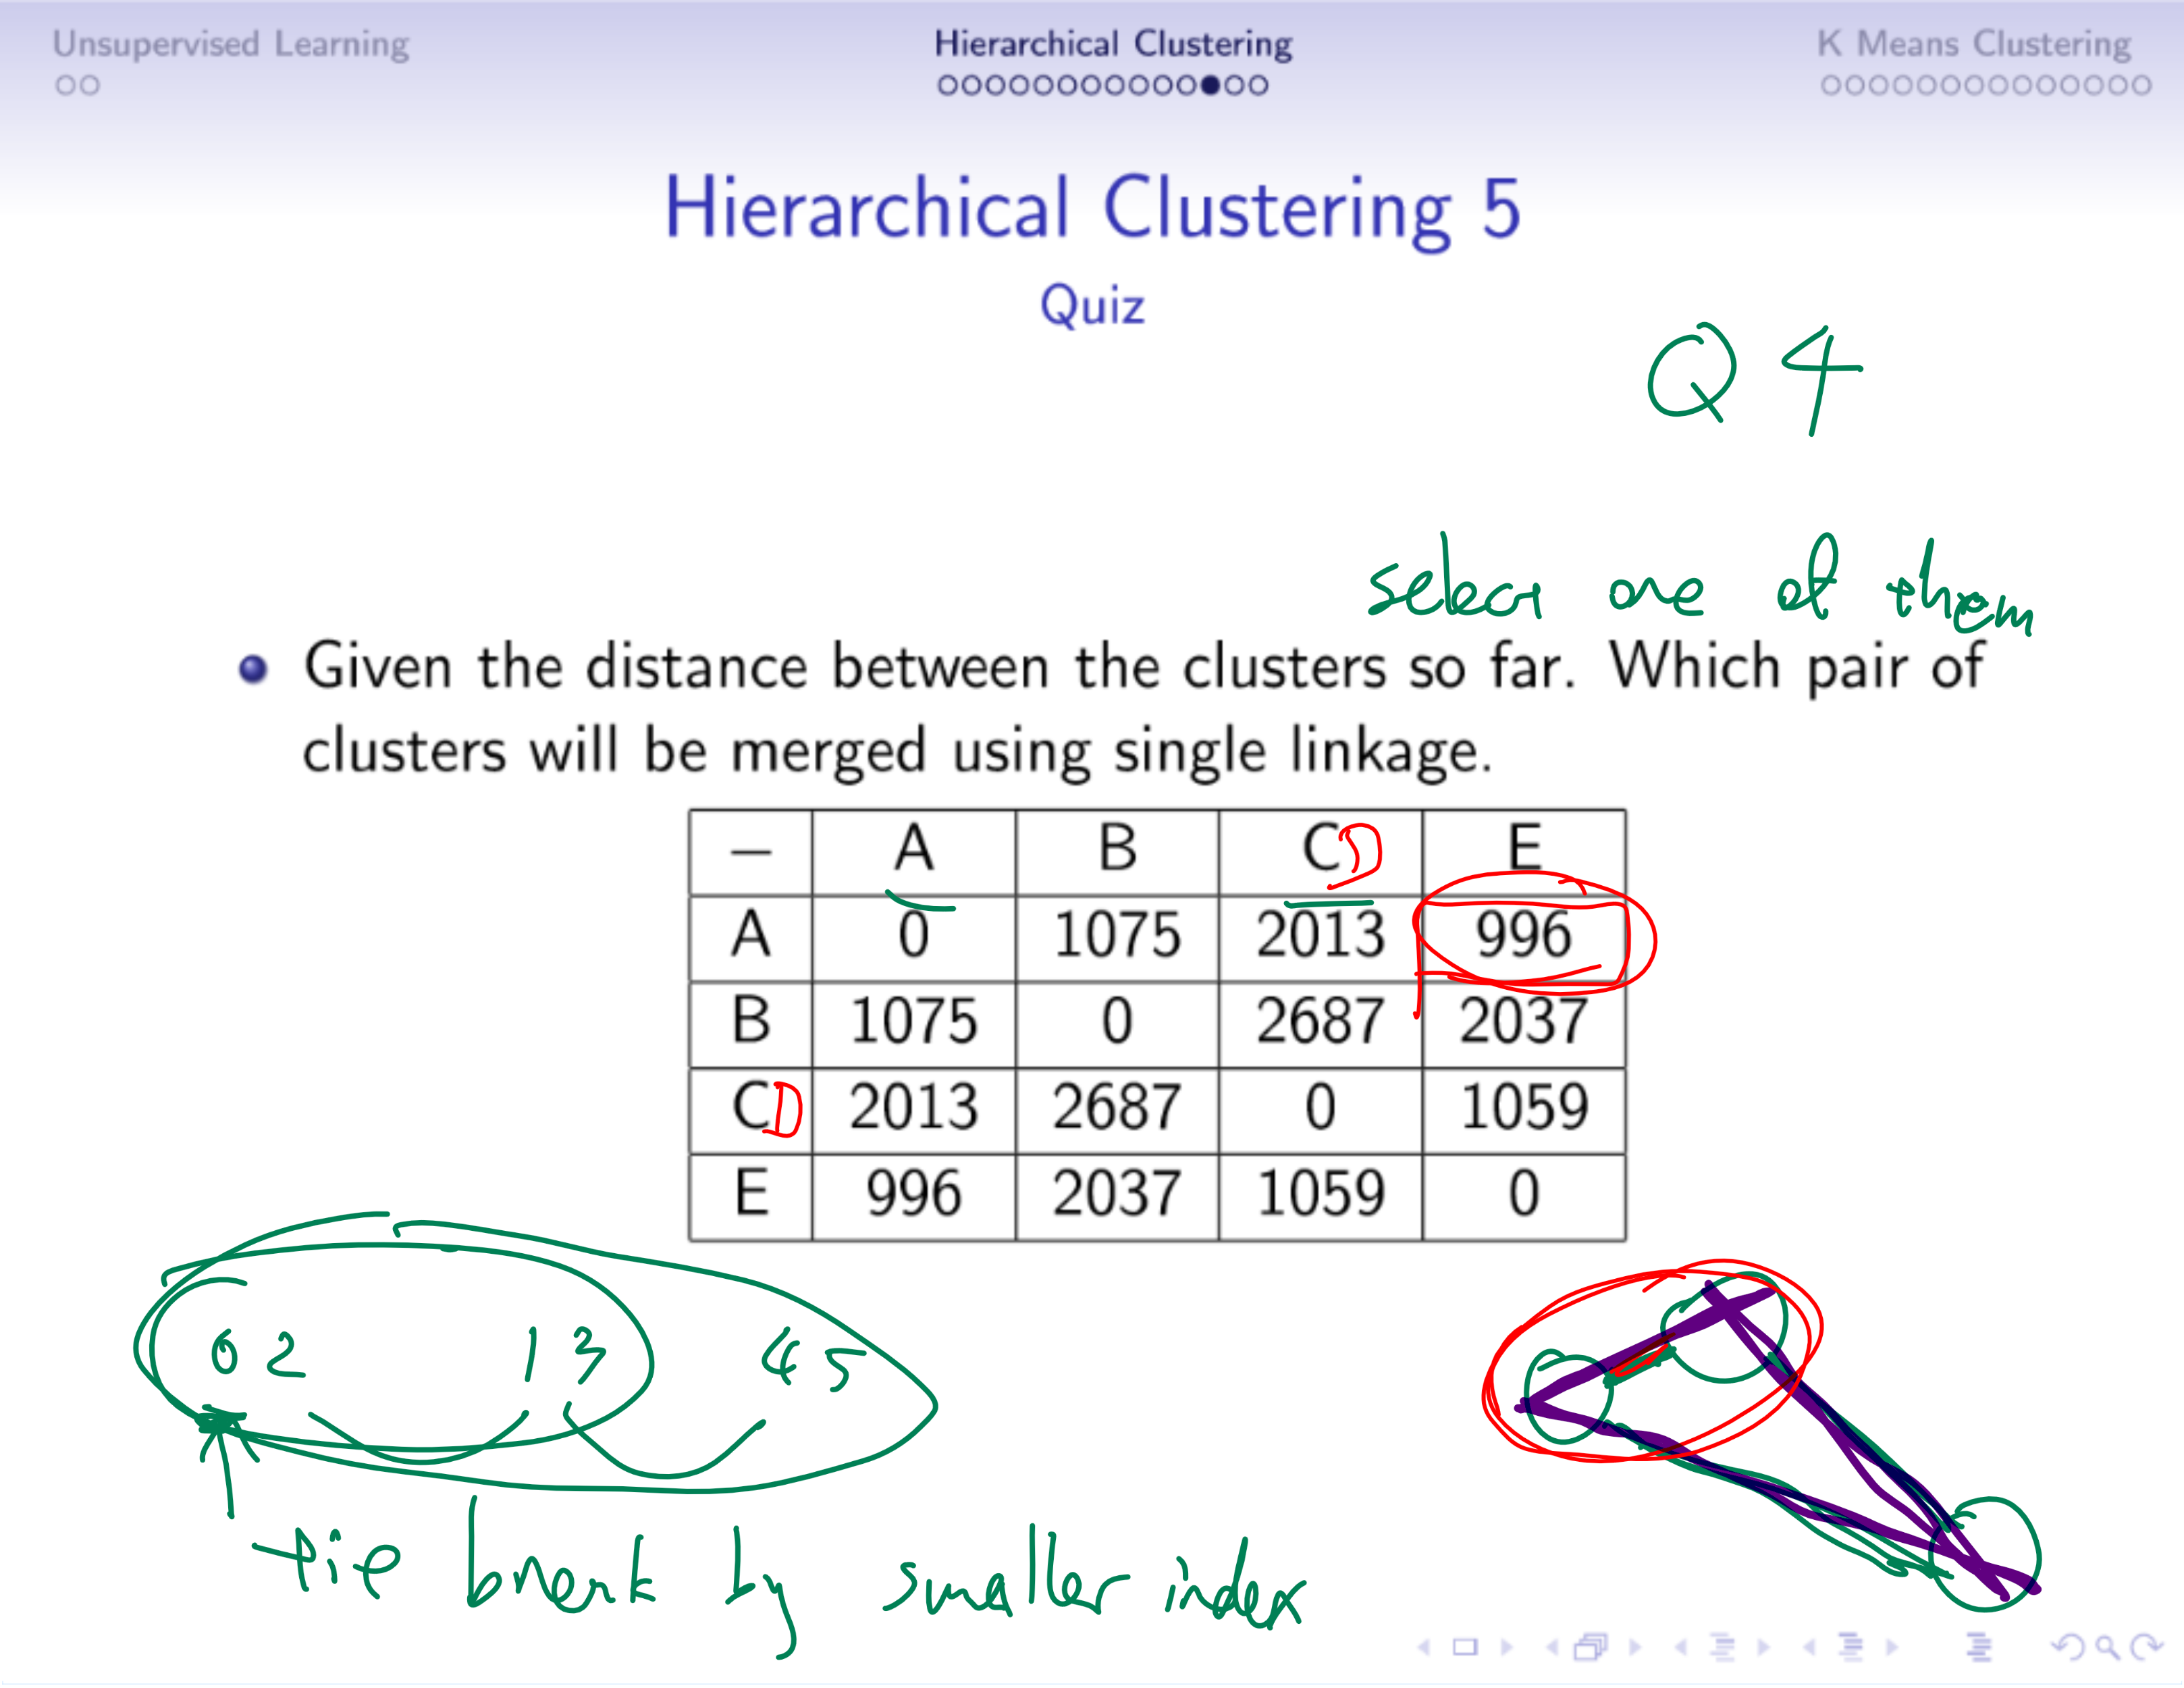 Unsupervised Learning Hierarchical Clustering K Means Clustering
Hierarchical Clustering 5
Quiz
Q 4
select one of them
Given the distance between the clusters so far. Which pair of
clusters will be merged using single linkage.
– A B CD E
A 0 1075 2013 996
B 1075 0 2687 2037
CD 2013 2687 0 1059
E 996 2037 1059 0
0 2 1 3 4 5
tie break by smaller index